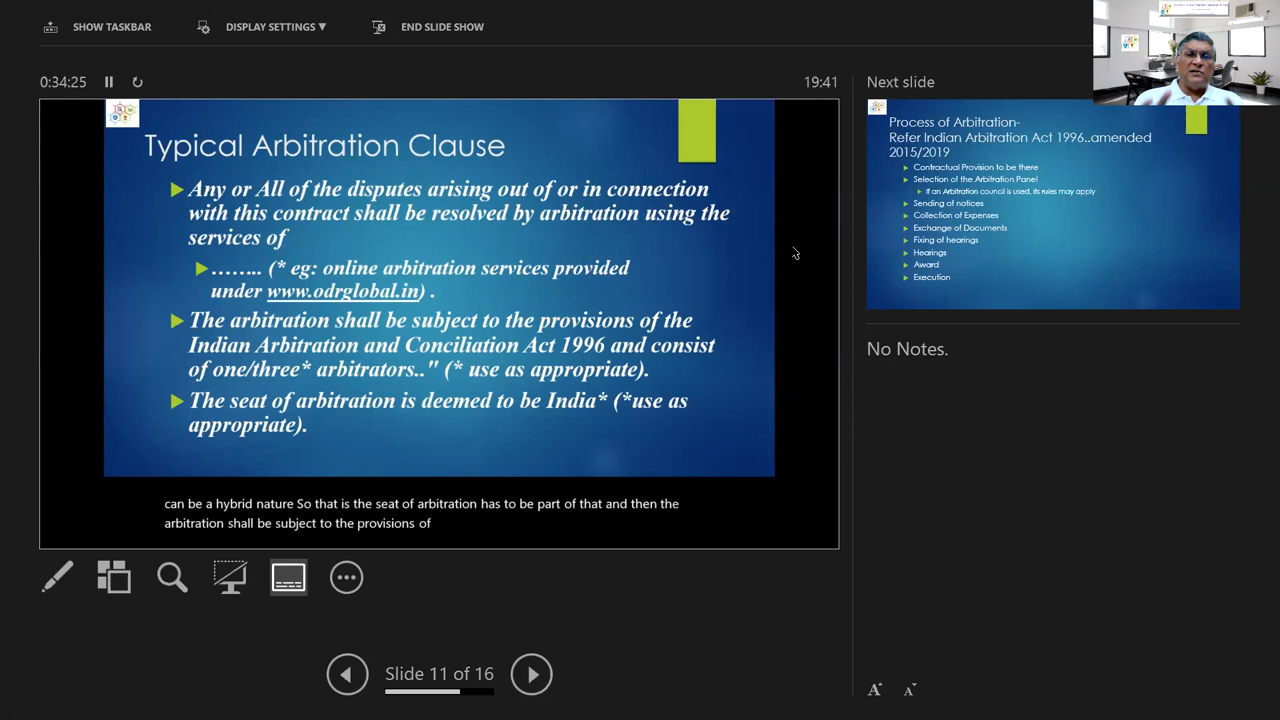 SHOW TASKBAR
DISPLAY SETTINGS ▼
END SLIDE SHOW
0:34:25
19:41
Next slide
Typical Arbitration Clause
Any or All of the disputes arising out of or in connection
with this contract shall be resolved by arbitration using the
services of
…….. (* eg: online arbitration services provided
under www.odrglobal.in) .
The arbitration shall be subject to the provisions of the
Indian Arbitration and Conciliation Act 1996 and consist
of one/three* arbitrators.." (* use as appropriate).
The seat of arbitration is deemed to be India* (*use as
appropriate).
can be a hybrid nature So that is the seat of arbitration has to be part of that and then the
arbitration shall be subject to the provisions of
Process of Arbitration-
Refer Indian Arbitration Act 1996..amended
2015/2019
Contractual Provision to be there
Selection of the Arbitration Panel
If an Arbitration council is used, its rules may apply
Sending of notices
Collection of Expenses
Exchange of Documents
Fixing of hearings
Hearings
Award
Execution
No Notes.
Slide 11 of 16
A A